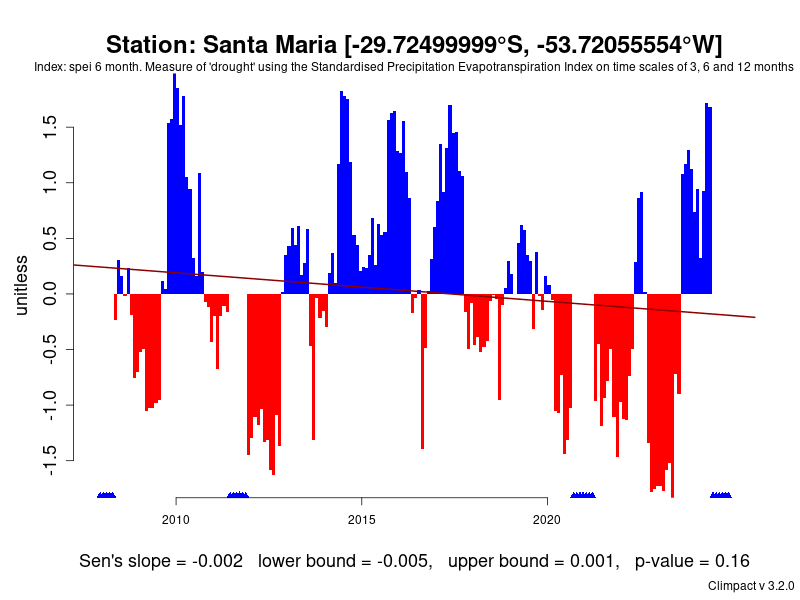 Station: Santa Maria [-29.72499999°S, -53.72055554°W]
Index: spei 6 month. Measure of 'drought' using the Standardised Precipitation Evapotranspiration Index on time scales of 3, 6 and 12 months
unitless
1.5
1.0
0.5
0.0
-0.5
-1.0
-1.5
2010 2015 2020
Sen's slope = -0.002 lower bound = -0.005, upper bound = 0.001, p-value = 0.16
Climpact v 3.2.0